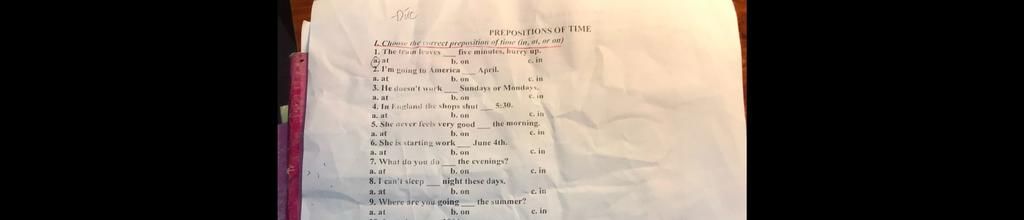 -Đức
PREPOSITIONS OF TIME
I. Choose the correct preposition of time (in, at, or on)
1. The train leaves ___ five minutes, hurry up.
a. at b. on c. in
2. I'm going to America ___ April.
a. at b. on c. in
3. He doesn't work ___ Sundays or Mondays.
a. at b. on c. in
4. In England the shops shut ___ 5:30.
a. at b. on c. in
5. She never feels very good ___ the morning.
a. at b. on c. in
6. She is starting work ___ June 4th.
a. at b. on c. in
7. What do you do ___ the evenings?
a. at b. on c. in
8. I can't sleep ___ night these days.
a. at b. on c. in
9. Where are you going ___ the summer?
a. at b. on c. in